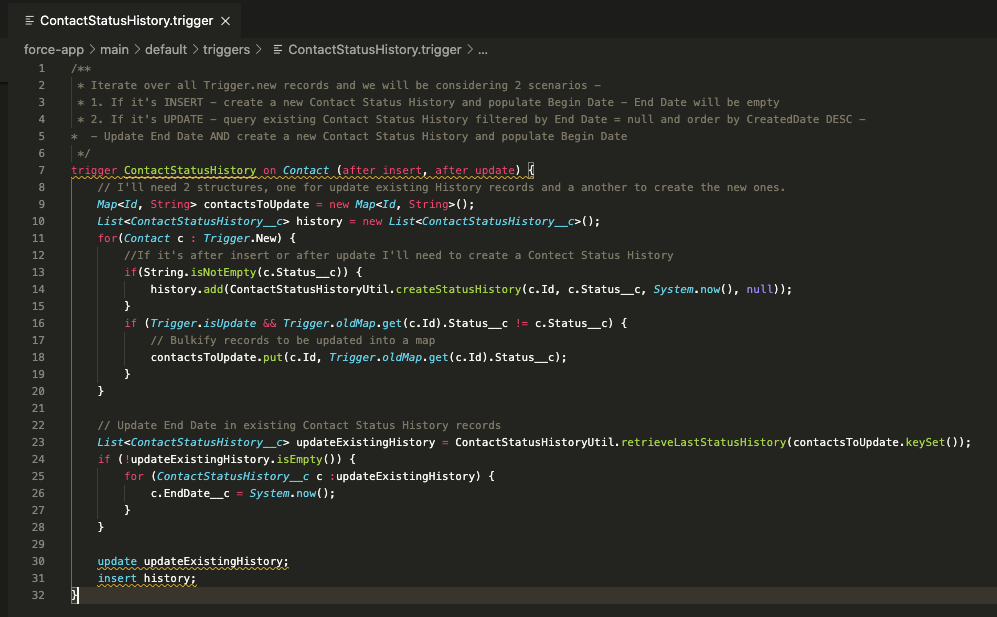 ContactStatusHistory.trigger ×
force-app > main > default > triggers > ContactStatusHistory.trigger > ...
1 /**
2  * Iterate over all Trigger.new records and we will be considering 2 scenarios -
3  * 1. If it's INSERT - create a new Contact Status History and populate Begin Date - End Date will be empty
4  * 2. If it's UPDATE - query existing Contact Status History filtered by End Date = null and order by CreatedDate DESC -
5 *  - Update End Date AND create a new Contact Status History and populate Begin Date
6  */
7 trigger ContactStatusHistory on Contact (after insert, after update) {
8     // I'll need 2 structures, one for update existing History records and a another to create the new ones.
9     Map<Id, String> contactsToUpdate = new Map<Id, String>();
10     List<ContactStatusHistory__c> history = new List<ContactStatusHistory__c>();
11     for(Contact c : Trigger.New) {
12         //If it's after insert or after update I'll need to create a Contect Status History
13         if(String.isNotEmpty(c.Status__c)) {
14             history.add(ContactStatusHistoryUtil.createStatusHistory(c.Id, c.Status__c, System.now(), null));
15         }
16         if (Trigger.isUpdate && Trigger.oldMap.get(c.Id).Status__c != c.Status__c) {
17             // Bulkify records to be updated into a map
18             contactsToUpdate.put(c.Id, Trigger.oldMap.get(c.Id).Status__c);
19         }
20     }
21
22     // Update End Date in existing Contact Status History records
23     List<ContactStatusHistory__c> updateExistingHistory = ContactStatusHistoryUtil.retrieveLastStatusHistory(contactsToUpdate.keySet());
24     if (!updateExistingHistory.isEmpty()) {
25         for (ContactStatusHistory__c c :updateExistingHistory) {
26             c.EndDate__c = System.now();
27         }
28     }
29
30     update updateExistingHistory;
31     insert history;
32 }